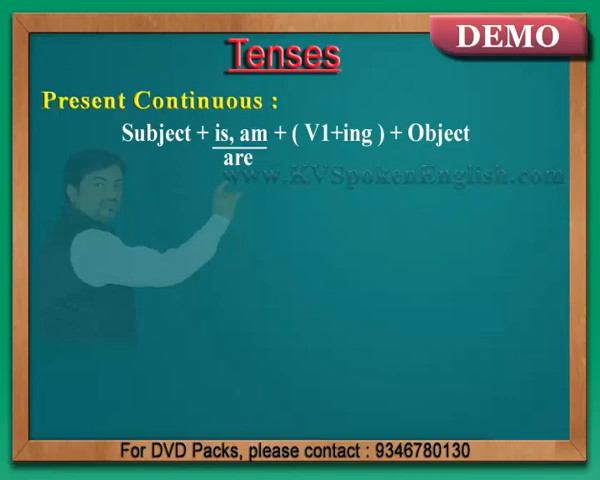 DEMO
Tenses
Present Continuous :
Subject + is, am + ( V1+ing ) + Object
are
www.KVSpokenEnglish.com
For DVD Packs, please contact : 9346780130